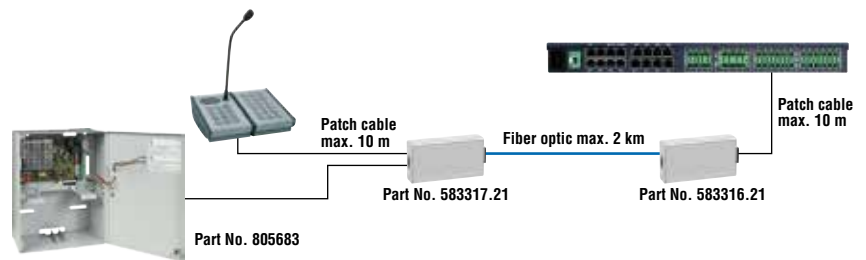 Patch cable
max. 10 m
Patch cable
max. 10 m
Fiber optic max. 2 km
Part No. 583317.21
Part No. 583316.21
Part No. 805683